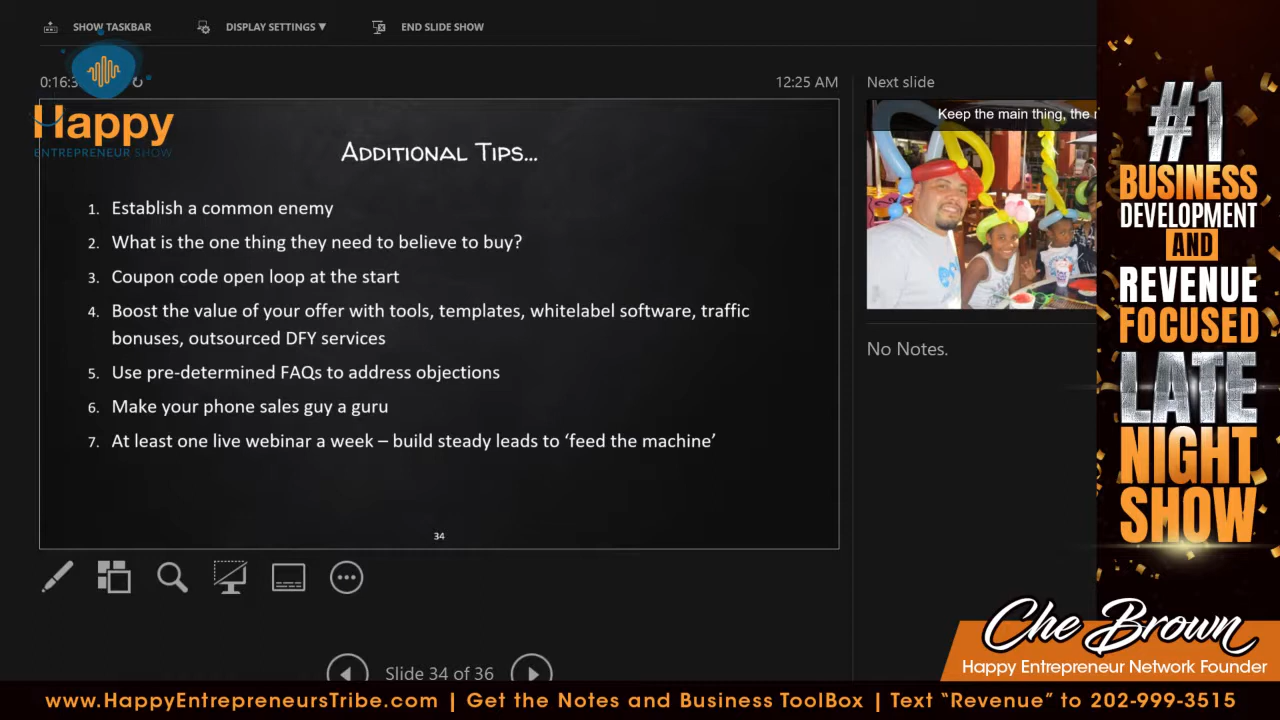 SHOW TASKBAR
DISPLAY SETTINGS ▼
END SLIDE SHOW
12:25 AM
Happy
ENTREPRENEUR SHOW
Additional Tips...
1. Establish a common enemy
2. What is the one thing they need to believe to buy?
3. Coupon code open loop at the start
4. Boost the value of your offer with tools, templates, whitelabel software, traffic
bonuses, outsourced DFY services
5. Use pre-determined FAQs to address objections
6. Make your phone sales guy a guru
7. At least one live webinar a week – build steady leads to ‘feed the machine’
34
Slide 34 of 36
Next slide
Keep the main thing, the
No Notes.
#1
BUSINESS
DEVELOPMENT
AND
REVENUE
FOCUSED
LATE
NIGHT
SHOW
Che Brown
Happy Entrepreneur Network Founder
www.HappyEntrepreneursTribe.com | Get the Notes and Business ToolBox | Text “Revenue” to 202-999-3515